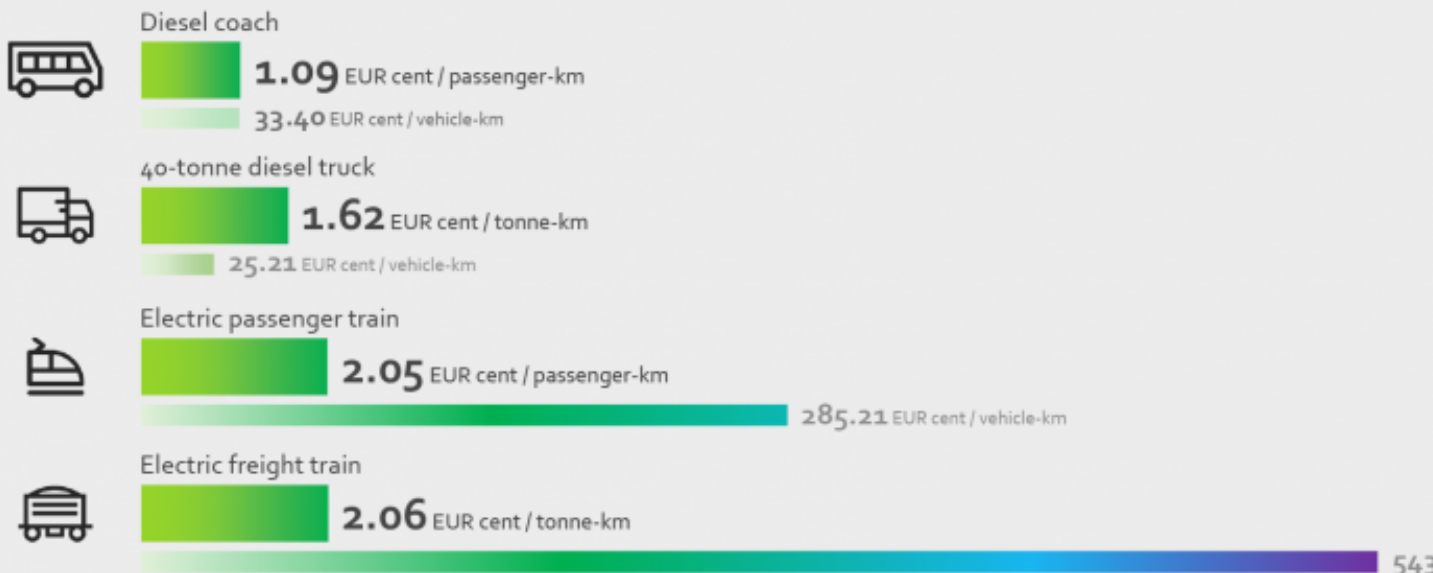 Diesel coach
1.09 EUR cent / passenger-km
33.40 EUR cent / vehicle-km
40-tonne diesel truck
1.62 EUR cent / tonne-km
25.21 EUR cent / vehicle-km
Electric passenger train
2.05 EUR cent / passenger-km
285.21 EUR cent / vehicle-km
Electric freight train
2.06 EUR cent / tonne-km
543